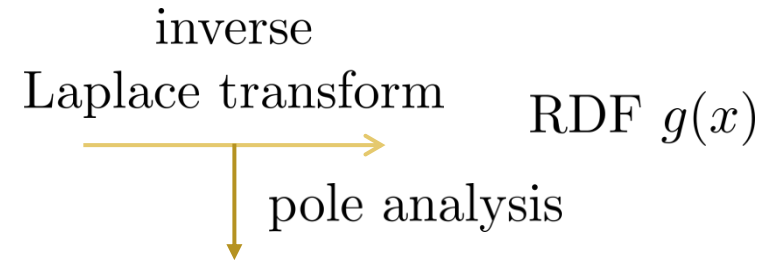 inverse
Laplace transform
RDF g(x)
pole analysis